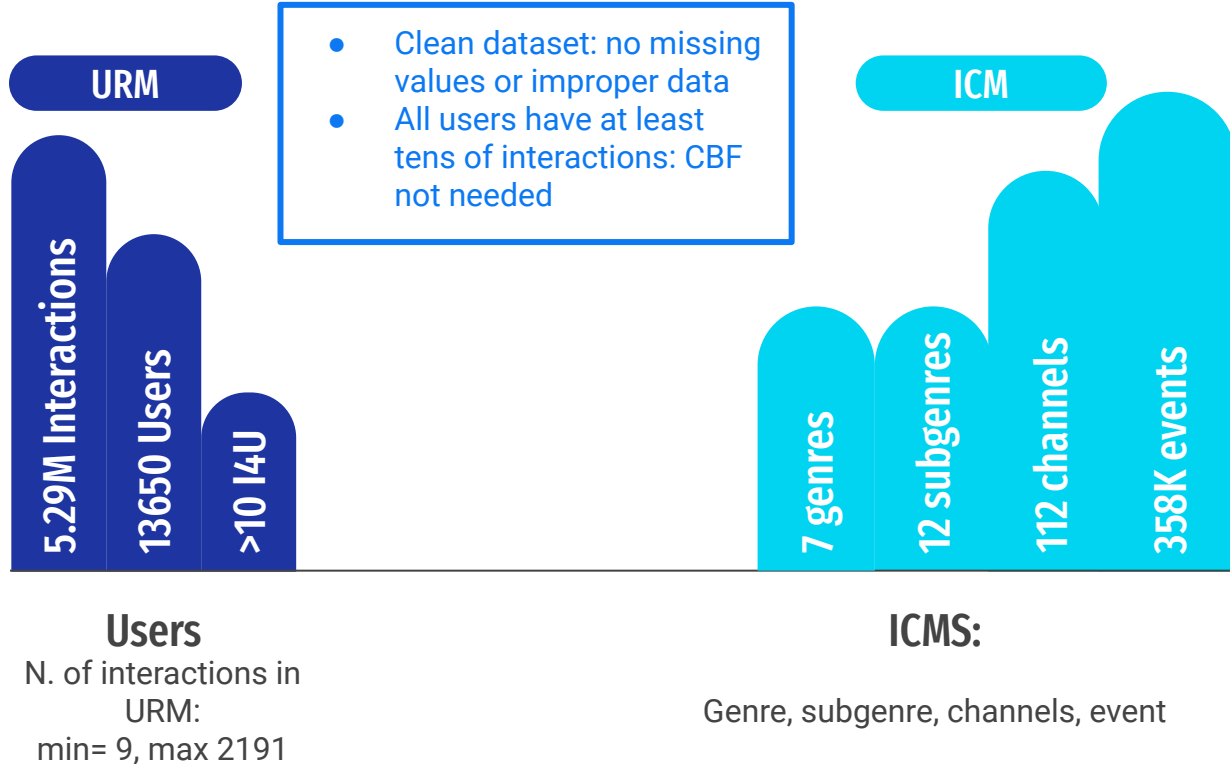 URM
● Clean dataset: no missing
values or improper data
● All users have at least
tens of interactions: CBF
not needed
ICM
5.29M Interactions
13650 Users
>10 I4U
7 genres
12 subgenres
112 channels
358K events
Users
N. of interactions in
URM:
min= 9, max 2191
ICMS:
Genre, subgenre, channels, event